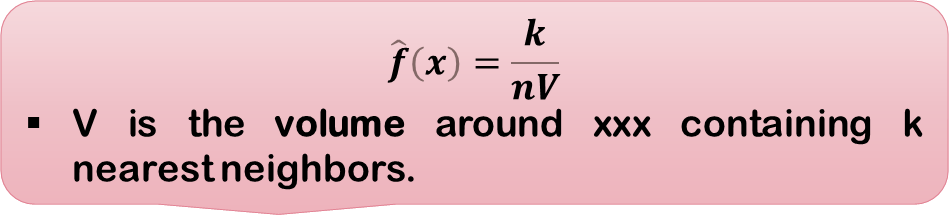 f̂(x) = k/nV
▪ V is the volume around xxx containing k
nearest neighbors.